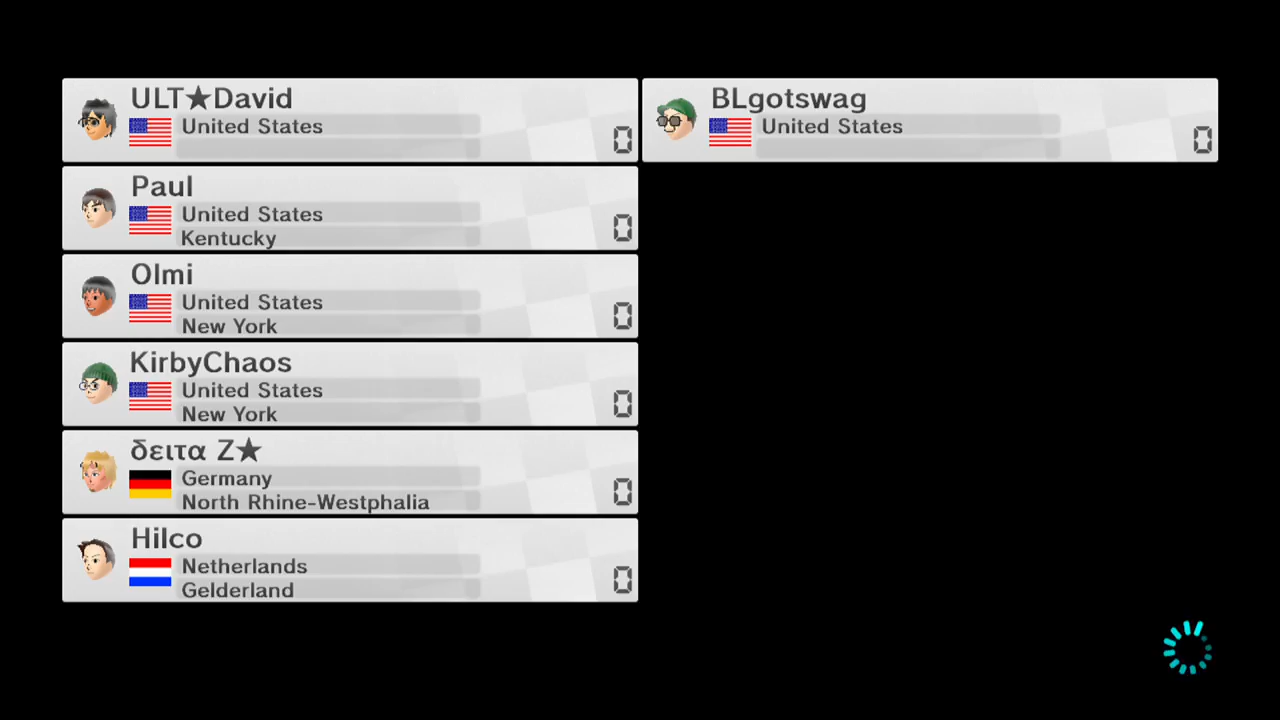 ULT★David
United States
0
Paul
United States
Kentucky
0
Olmi
United States
New York
0
KirbyChaos
United States
New York
0
δειτα Z★
Germany
North Rhine-Westphalia
0
Hilco
Netherlands
Gelderland
0
BLgotswag
United States
0